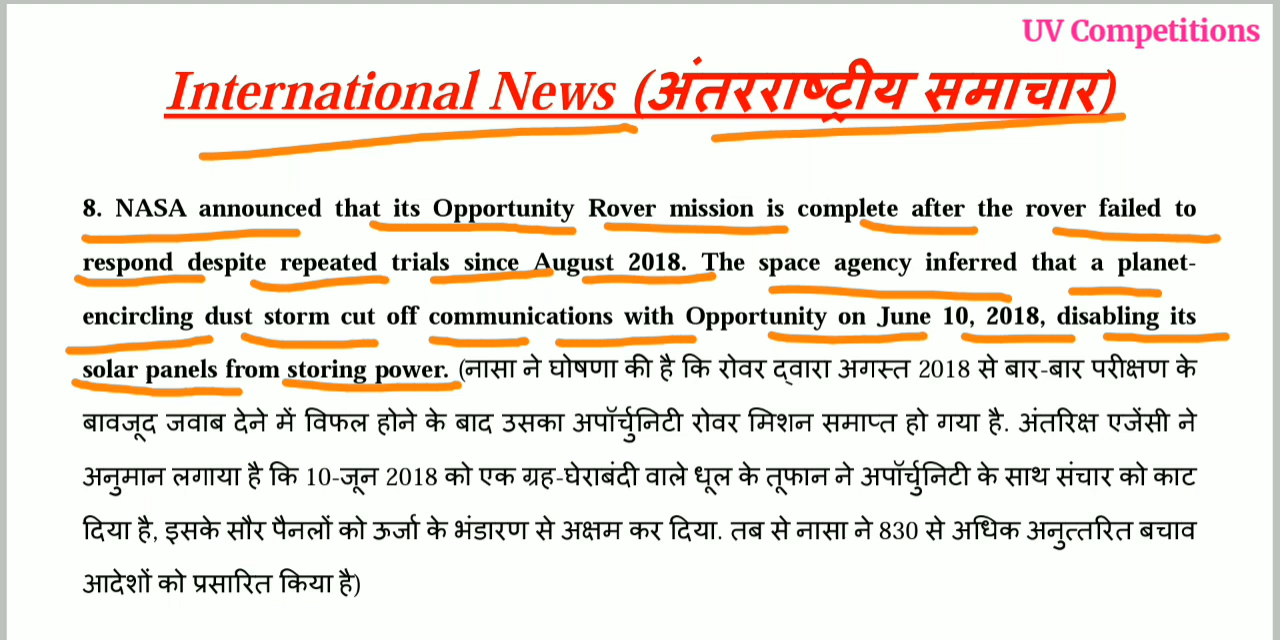 UV Competitions
International News (अंतरराष्ट्रीय समाचार)
8. NASA announced that its Opportunity Rover mission is complete after the rover failed to
respond despite repeated trials since August 2018. The space agency inferred that a planet-
encircling dust storm cut off communications with Opportunity on June 10, 2018, disabling its
solar panels from storing power. (नासा ने घोषणा की है कि रोवर द्वारा अगस्त 2018 से बार-बार परीक्षण के
बावजूद जवाब देने में विफल होने के बाद उसका अपॉर्चुनिटी रोवर मिशन समाप्त हो गया है. अंतरिक्ष एजेंसी ने
अनुमान लगाया है कि 10-जून 2018 को एक ग्रह-घेराबंदी वाले धूल के तूफान ने अपॉर्चुनिटी के साथ संचार को काट
दिया है, इसके सौर पैनलों को ऊर्जा के भंडारण से अक्षम कर दिया. तब से नासा ने 830 से अधिक अनुत्तरित बचाव
आदेशों को प्रसारित किया है)